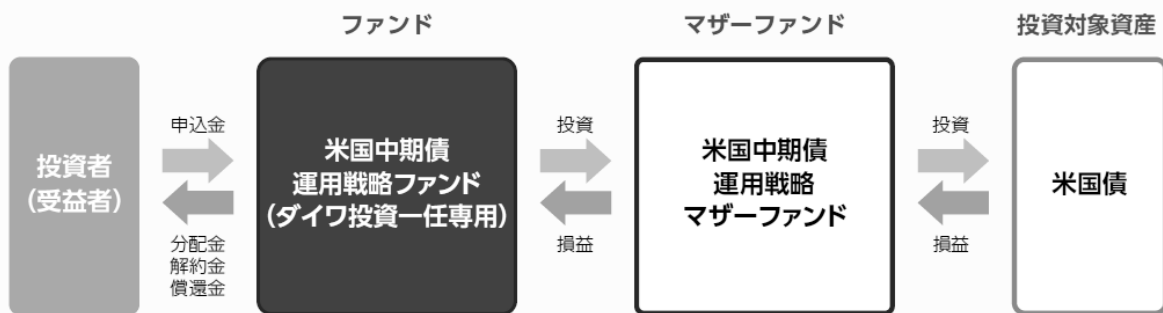 ファンド
マザーファンド
投資対象資産
投資者
(受益者)
申込金
分配金
解約金
償還金
米国中期債
運用戦略ファンド
(ダイワ投資一任専用)
投資
損益
米国中期債
運用戦略
マザーファンド
投資
損益
米国債